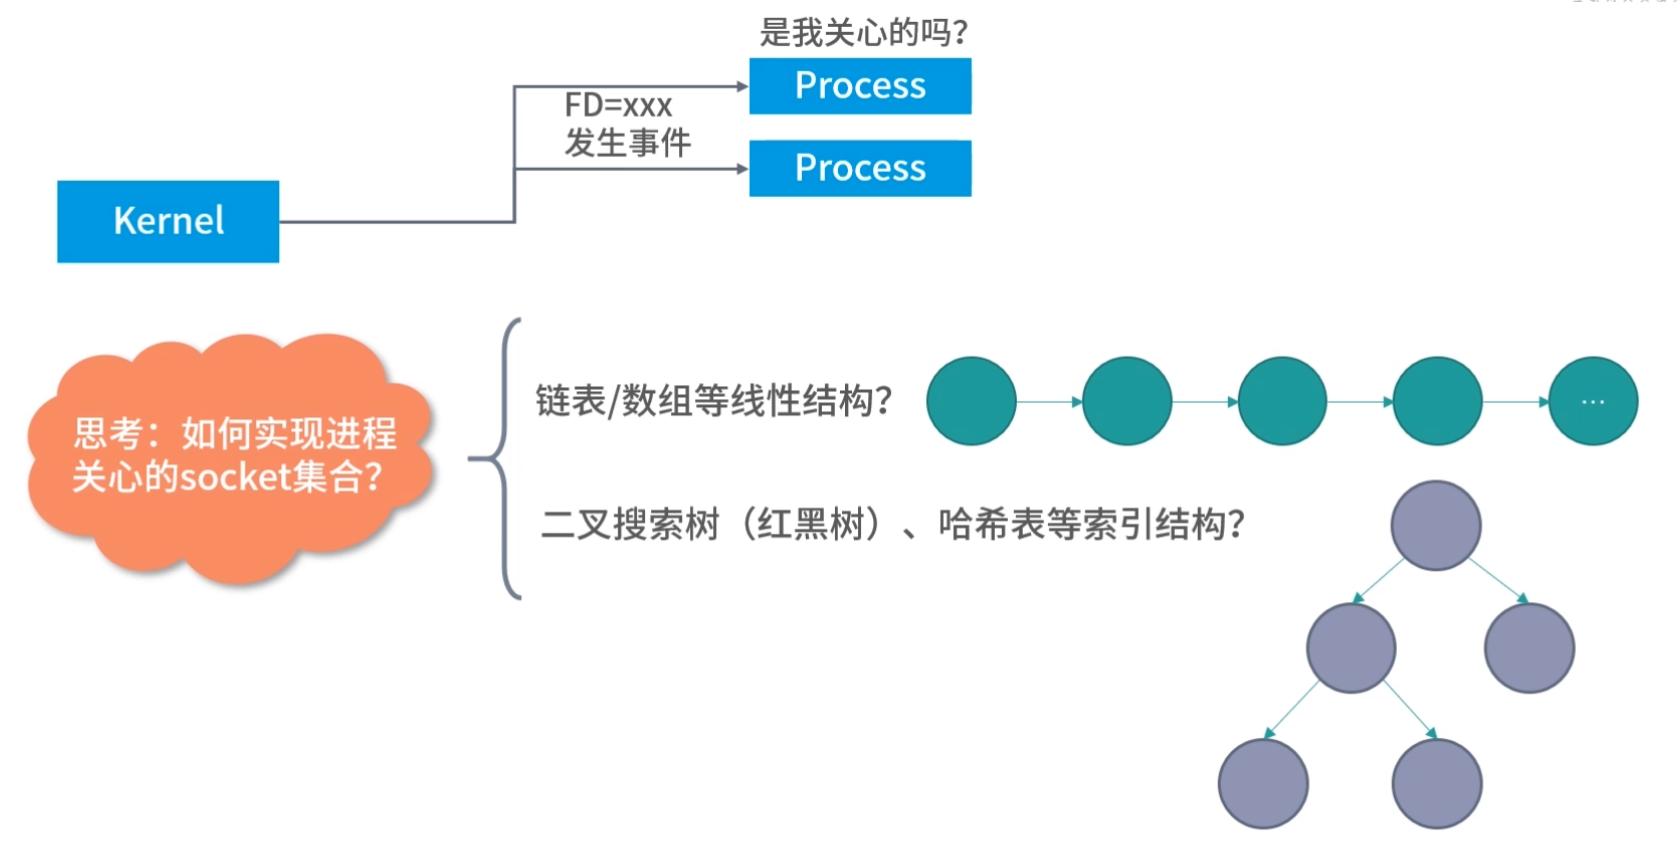 是我关心的吗？
Process
FD=xxx
发生事件
Process
Kernel
思考：如何实现进程
关心的socket集合？
链表/数组等线性结构？
...
二叉搜索树（红黑树）、哈希表等索引结构？